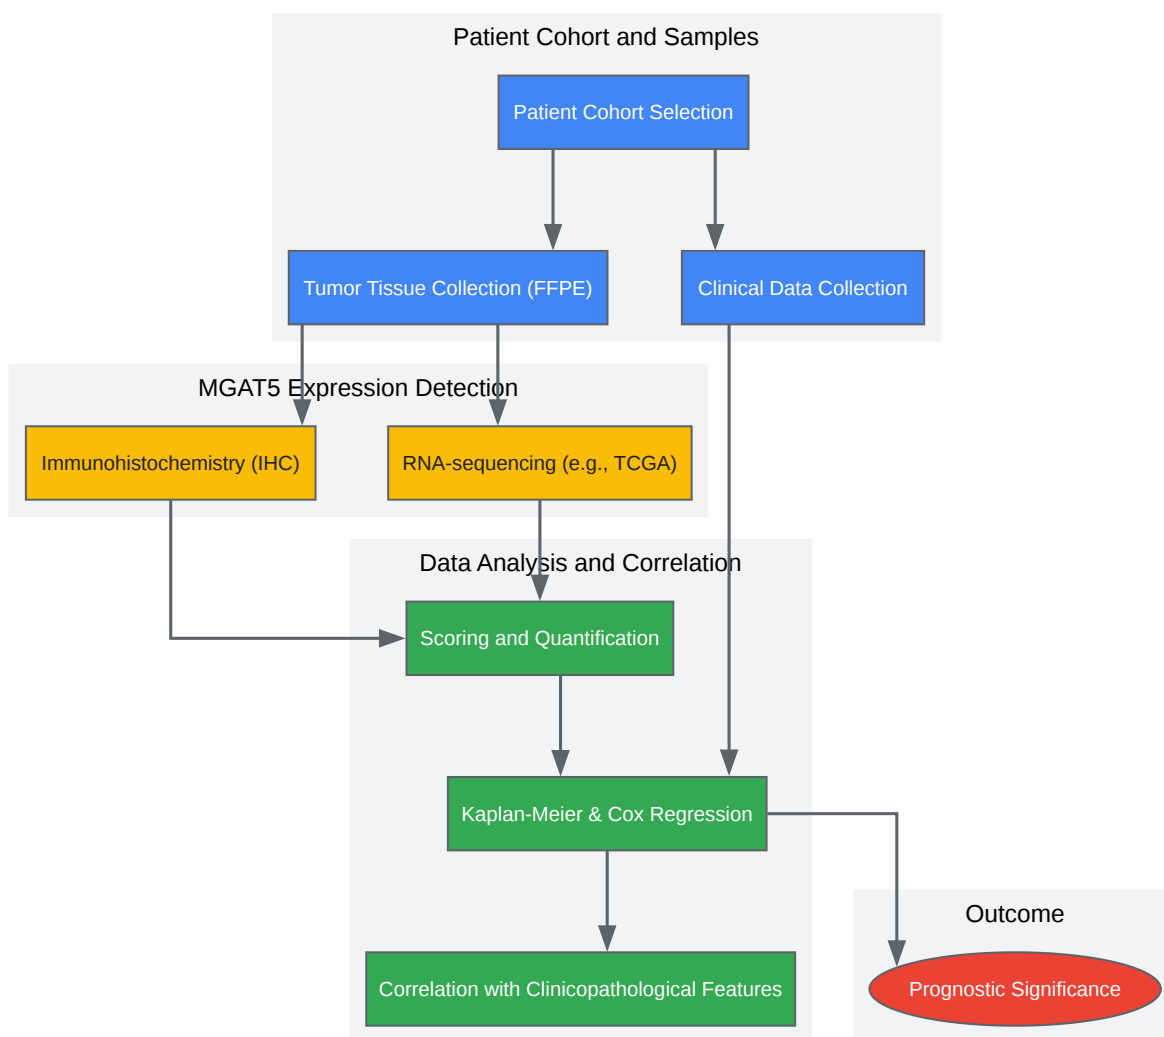 Patient Cohort and Samples
Patient Cohort Selection
Tumor Tissue Collection (FFPE)
Clinical Data Collection
MGAT5 Expression Detection
Immunohistochemistry (IHC)
RNA-sequencing (e.g., TCGA)
Data Analysis and Correlation
Scoring and Quantification
Kaplan-Meier & Cox Regression
Outcome
Correlation with Clinicopathological Features
Prognostic Significance